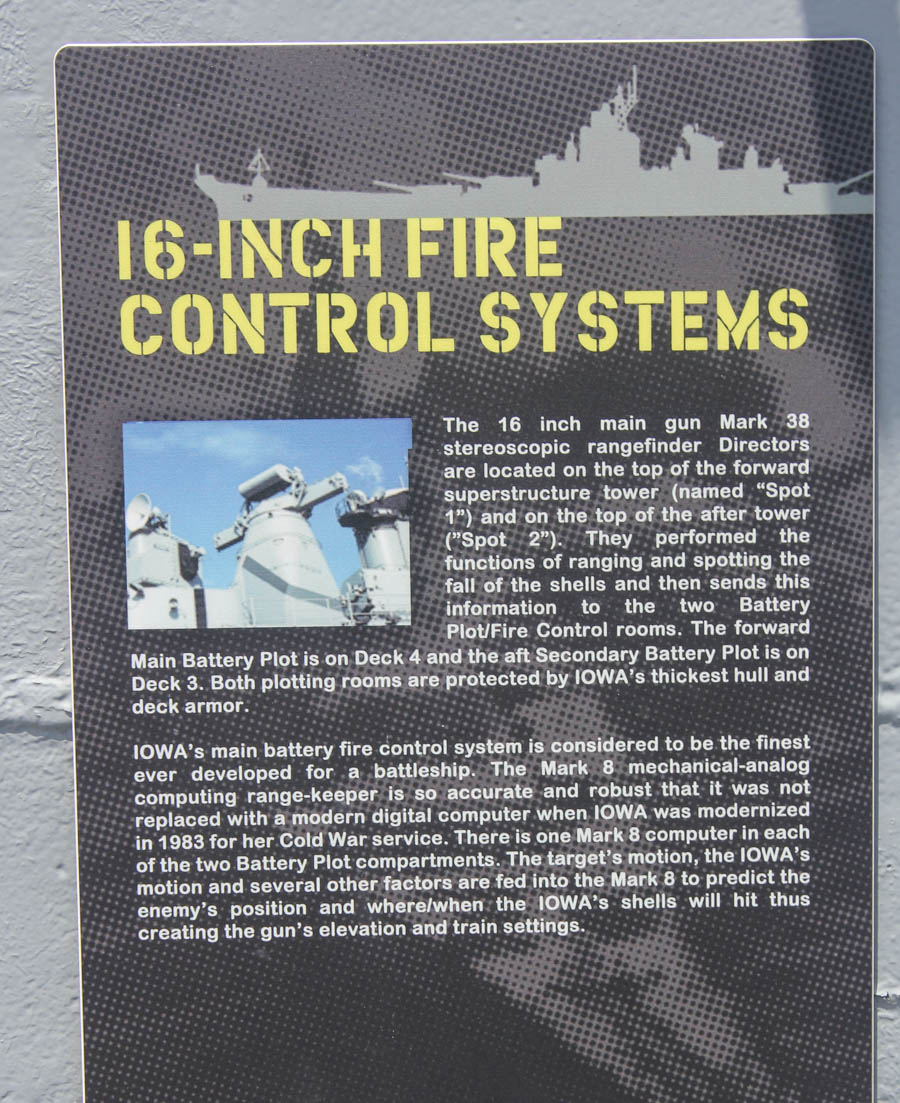 16-INCH FIRE
CONTROL SYSTEMS
The 16 inch main gun Mark 38
stereoscopic rangefinder Directors
are located on the top of the forward
superstructure tower (named “Spot
1”) and on the top of the after tower
(”Spot 2”). They performed the
functions of ranging and spotting the
fall of the shells and then sends this
information to the two Battery
Plot/Fire Control rooms. The forward
Main Battery Plot is on Deck 4 and the aft Secondary Battery Plot is on
Deck 3. Both plotting rooms are protected by IOWA’s thickest hull and
deck armor.
IOWA’s main battery fire control system is considered to be the finest
ever developed for a battleship. The Mark 8 mechanical-analog
computing range-keeper is so accurate and robust that it was not
replaced with a modern digital computer when IOWA was modernized
in 1983 for her Cold War service. There is one Mark 8 computer in each
of the two Battery Plot compartments. The target’s motion, the IOWA’s
motion and several other factors are fed into the Mark 8 to predict the
enemy’s position and where/when the IOWA’s shells will hit thus
creating the gun’s elevation and train settings.